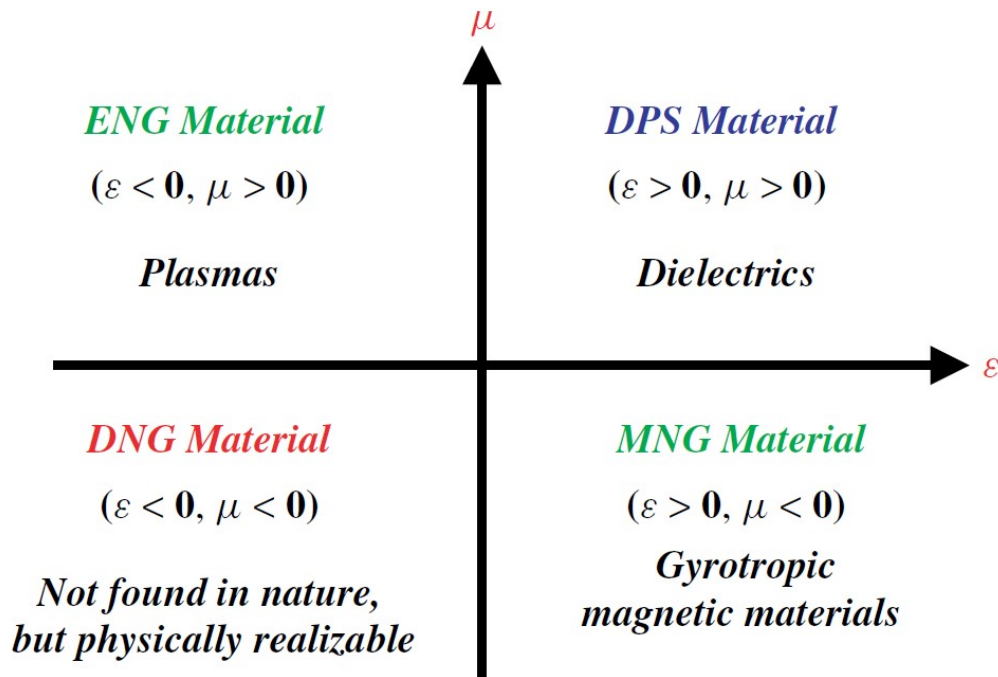 μ
ENG Material
(ε < 0, μ > 0)
Plasmas
DPS Material
(ε > 0, μ > 0)
Dielectrics
ε
DNG Material
(ε < 0, μ < 0)
Not found in nature,
but physically realizable
MNG Material
(ε > 0, μ < 0)
Gyrotropic
magnetic materials